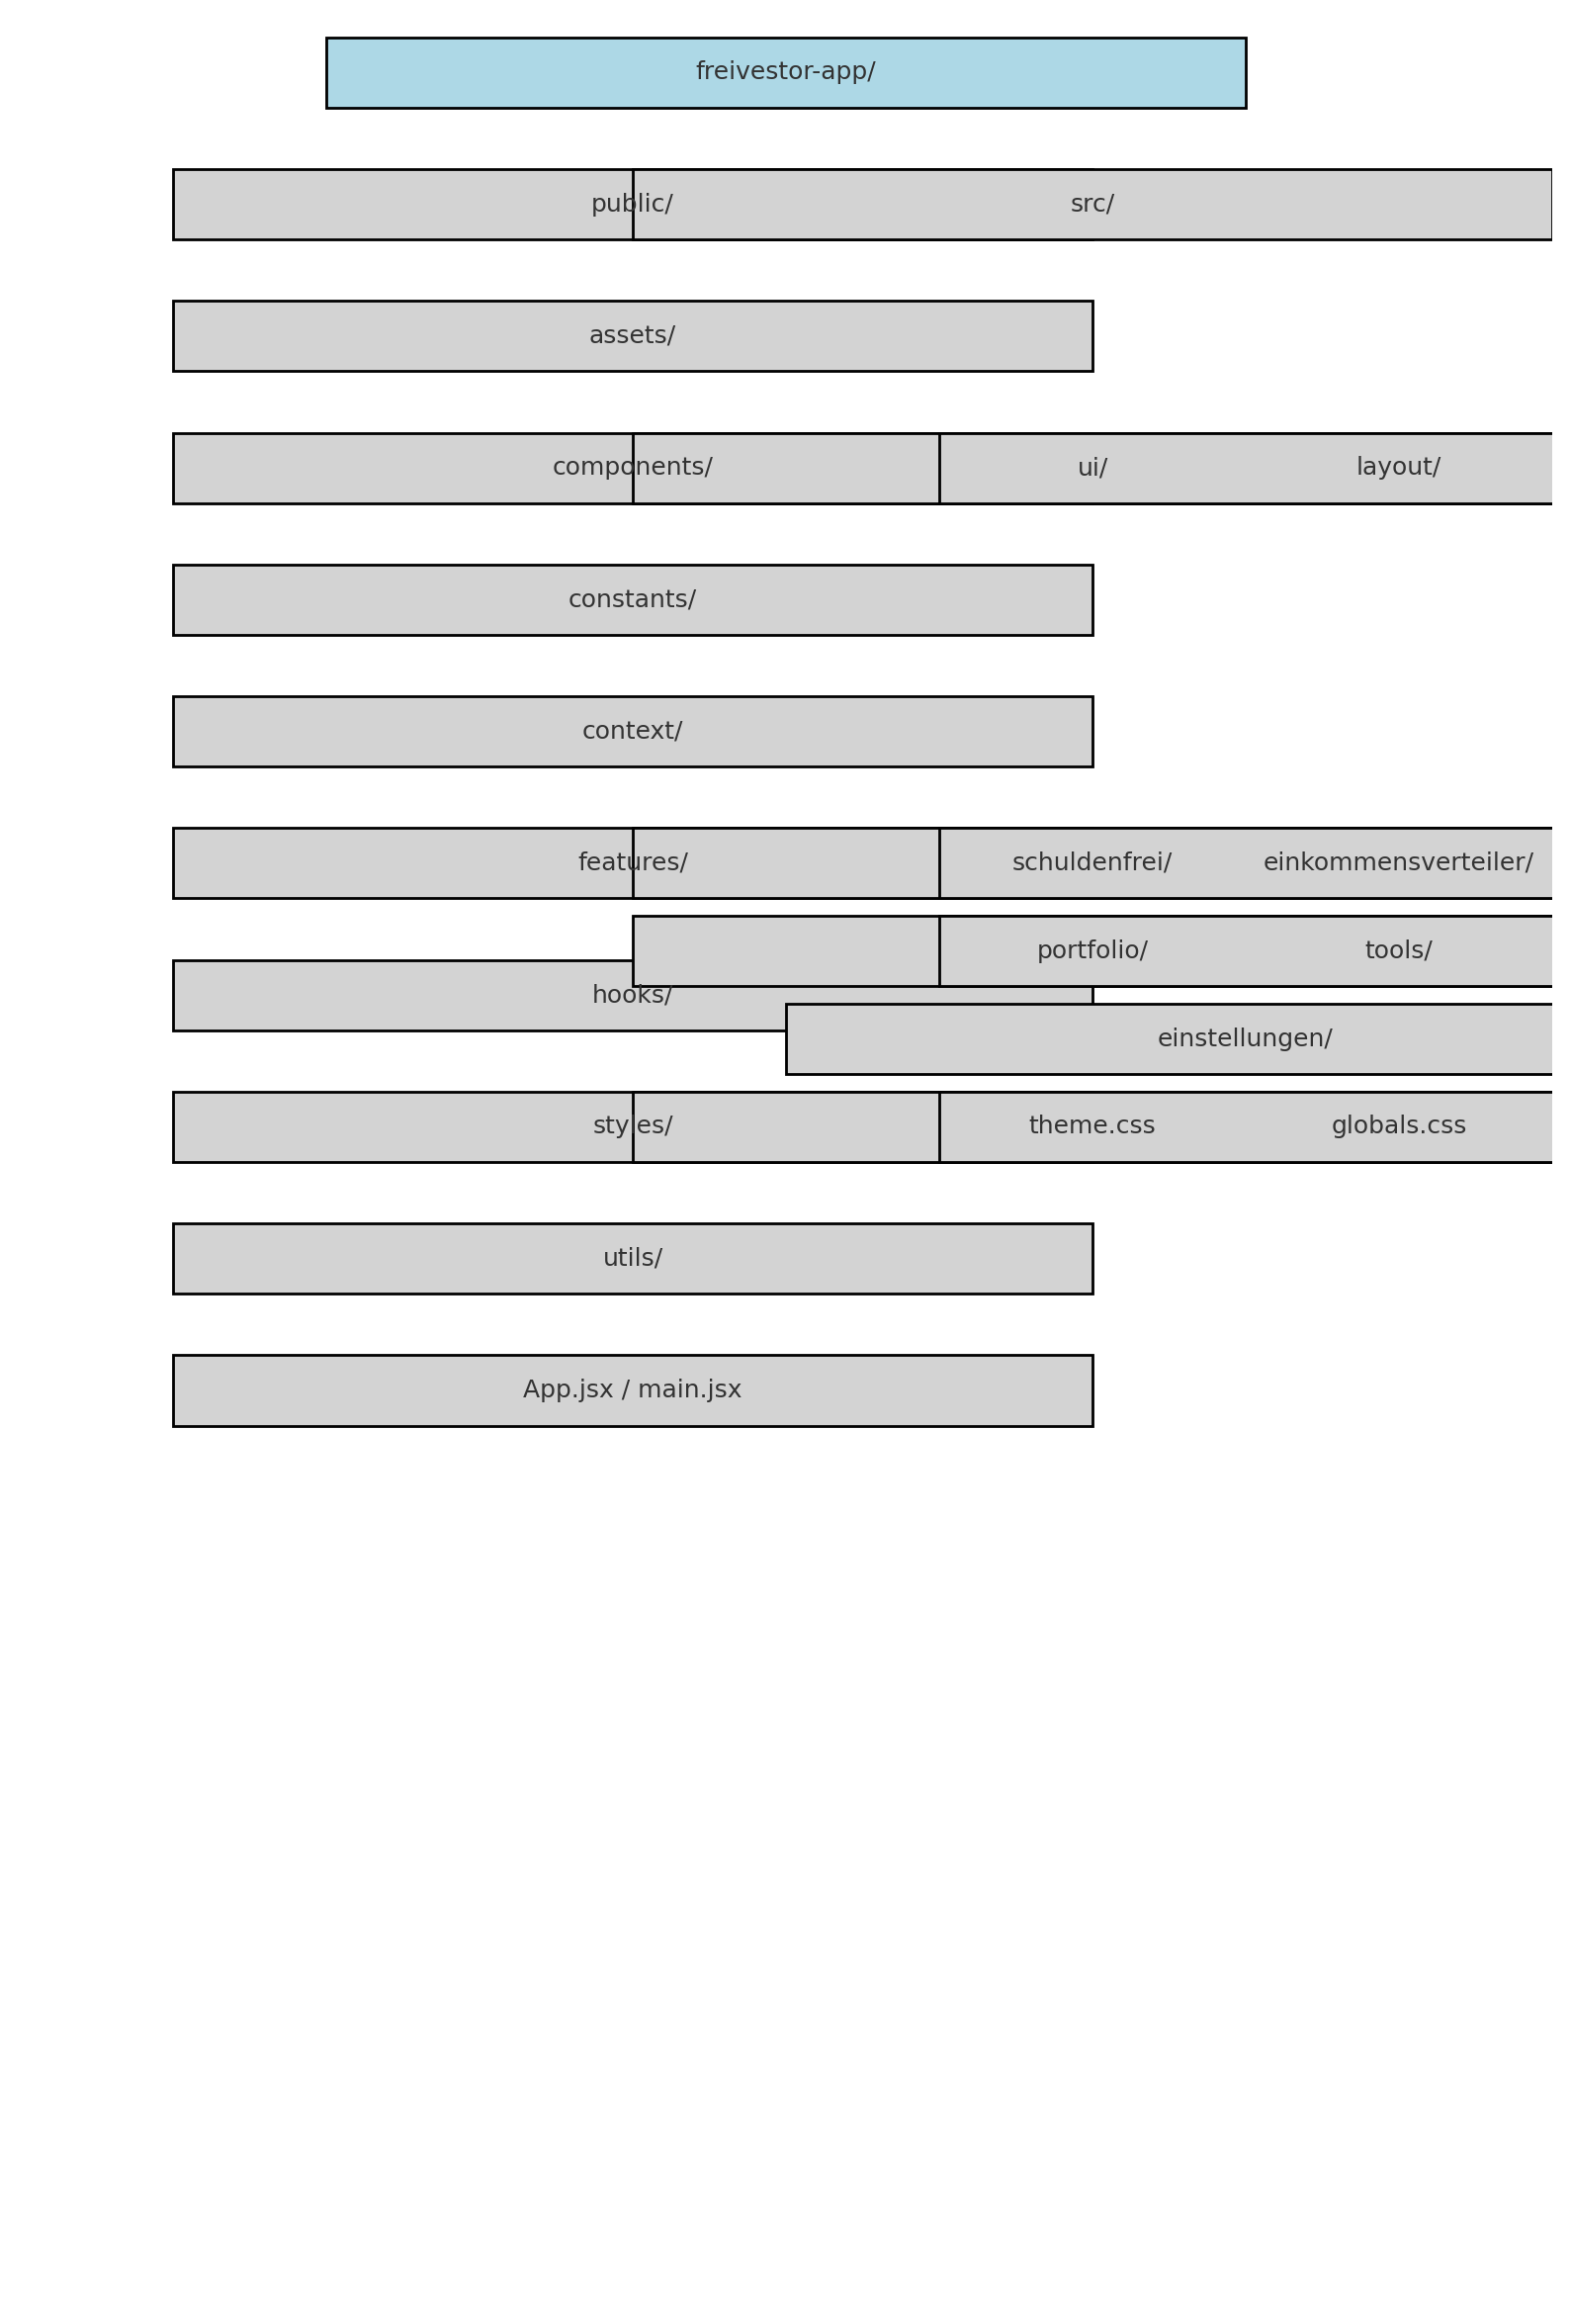 freivestor-app/
public/ src/
assets/
components/ ui/ layout/
constants/
context/
features/ schuldenfrei/ einkommensverteiler/
portfolio/ tools/
hooks/
einstellungen/
styles/ theme.css globals.css
utils/
App.jsx / main.jsx